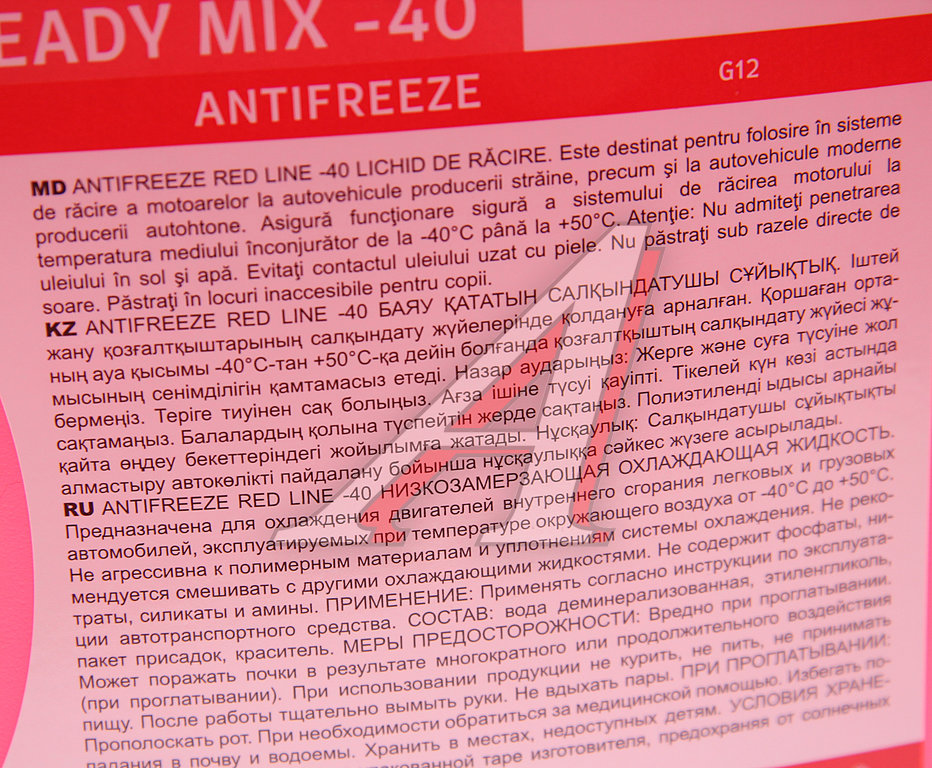 EADY MIX -40
ANTIFREEZE
G12
MD ANTIFREEZE RED LINE -40 LICHID DE RĂCIRE. Este destinat pentru folosire în sisteme
de răcire a motoarelor la autovehicule producerii străine, precum şi la autovehicule moderne
producerii autohtone. Asigură funcţionare sigură a sistemului de răcirea motorului la
temperatura mediului înconjurător de la -40°C până la +50°C. Atenţie: Nu admiteţi penetrarea
uleiului în sol şi apă. Evitaţi contactul uleiului uzat cu piele. Nu păstraţi sub razele directe de
soare. Păstraţi în locuri inaccesibile pentru copii.
KZ ANTIFREEZE RED LINE -40 БАЯУ ҚАТАТЫН САЛҚЫНДАТУШЫ СҰЙЫҚТЫҚ. Іштей
жану қозғалтқыштарының салқындату жүйелерінде қолдануға арналған. Қоршаған орта-
ның ауа қысымы -40°С-тан +50°С-қа дейін болғанда қозғалтқыштың салқындату жүйесі жұ-
мысының сенімділігін қамтамасыз етеді. Назар аударыңыз: Жерге және суға түсуіне жол
бермеңіз. Теріге тиуінен сақ болыңыз. Ағза ішіне түсуі қауіпті. Тікелей күн көзі астында
сақтамаңыз. Балалардың қолына түспейтін жерде сақтаңыз. Полиэтиленді ыдысы арнайы
қайта өңдеу бекеттеріндегі жойылымға жатады. Нұсқаулық: Салқындатушы сұйықтықты
алмастыру автокөлікті пайдалану бойынша нұсқаулыққа сәйкес жүзеге асырылады.
RU ANTIFREEZE RED LINE -40 НИЗКОЗАМЕРЗАЮЩАЯ ОХЛАЖДАЮЩАЯ ЖИДКОСТЬ.
Предназначена для охлаждения двигателей внутреннего сгорания легковых и грузовых
автомобилей, эксплуатируемых при температуре окружающего воздуха от -40°С до +50°С.
Не агрессивна к полимерным материалам и уплотнениям системы охлаждения. Не реко-
мендуется смешивать с другими охлаждающими жидкостями. Не содержит фосфаты, ни-
траты, силикаты и амины. ПРИМЕНЕНИЕ: Применять согласно инструкции по эксплуата-
ции автотранспортного средства. СОСТАВ: вода деминерализованная, этиленгликоль,
пакет присадок, краситель. МЕРЫ ПРЕДОСТОРОЖНОСТИ: Вредно при проглатывании.
Может поражать почки в результате многократного или продолжительного воздействия
(при проглатывании). При использовании продукции не курить, не пить, не принимать
пищу. После работы тщательно вымыть руки. Не вдыхать пары. ПРИ ПРОГЛАТЫВАНИИ:
Прополоскать рот. При необходимости обратиться за медицинской помощью. Избегать по-
падания в почву и водоемы. Хранить в местах, недоступных детям. УСЛОВИЯ ХРАНЕ-
таре изготовителя, предохраняя от солнечных